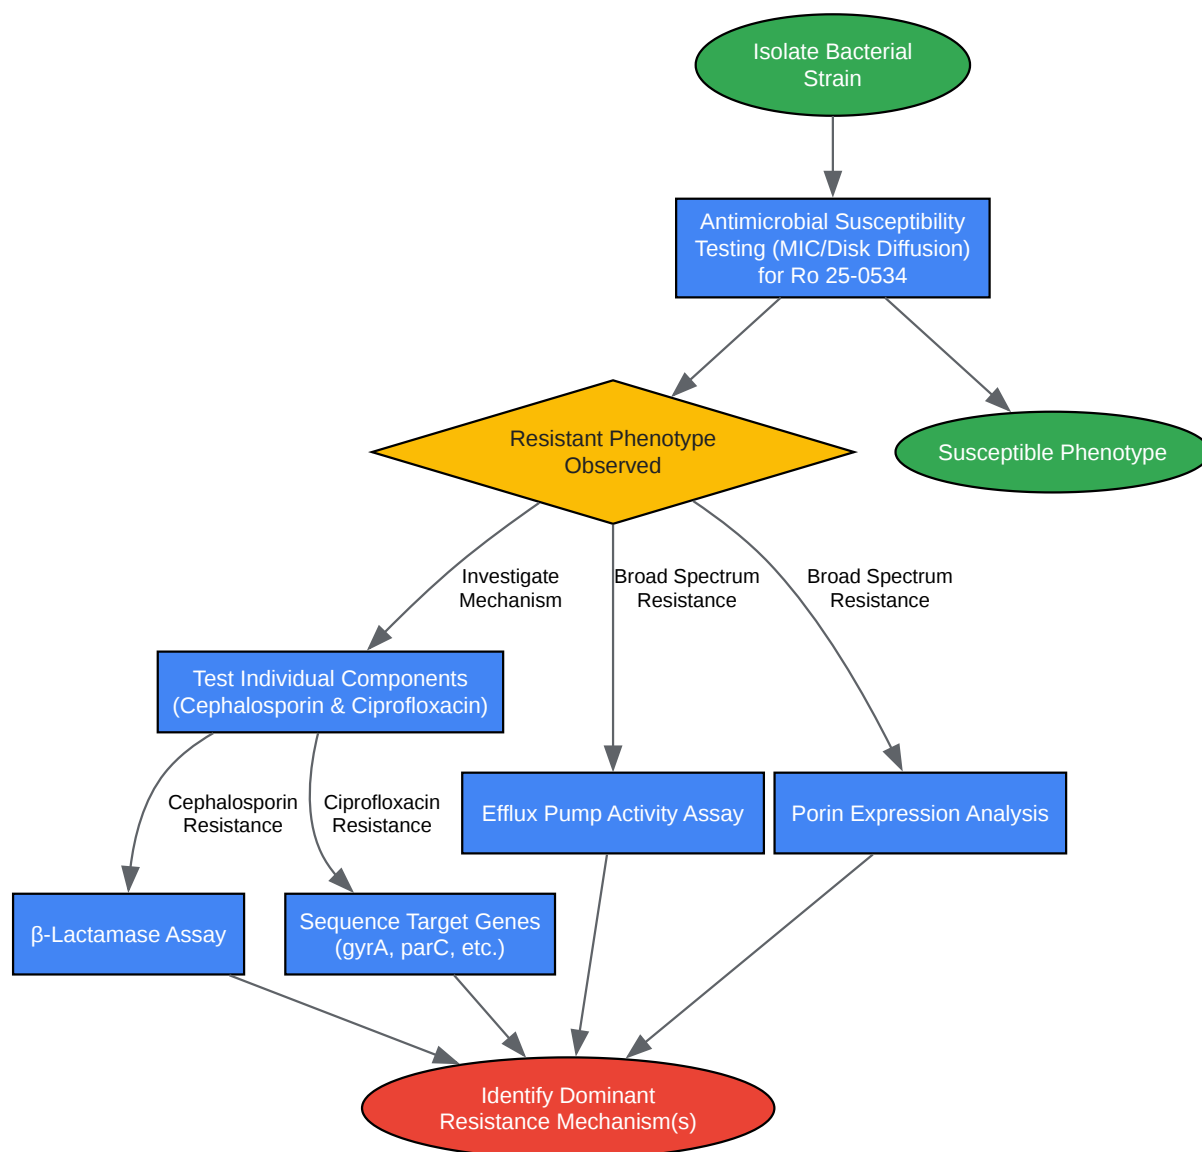 Isolate Bacterial
Strain
Antimicrobial Susceptibility
Testing (MIC/Disk Diffusion)
for Ro 25-0534
Resistant Phenotype
Observed
Susceptible Phenotype
Investigate
Mechanism
Broad Spectrum
Resistance
Broad Spectrum
Resistance
Test Individual Components
(Cephalosporin & Ciprofloxacin)
Cephalosporin
Resistance
Ciprofloxacin
Resistance
Efflux Pump Activity Assay
Porin Expression Analysis
β-Lactamase Assay
Sequence Target Genes
(gyrA, parC, etc.)
Identify Dominant
Resistance Mechanism(s)